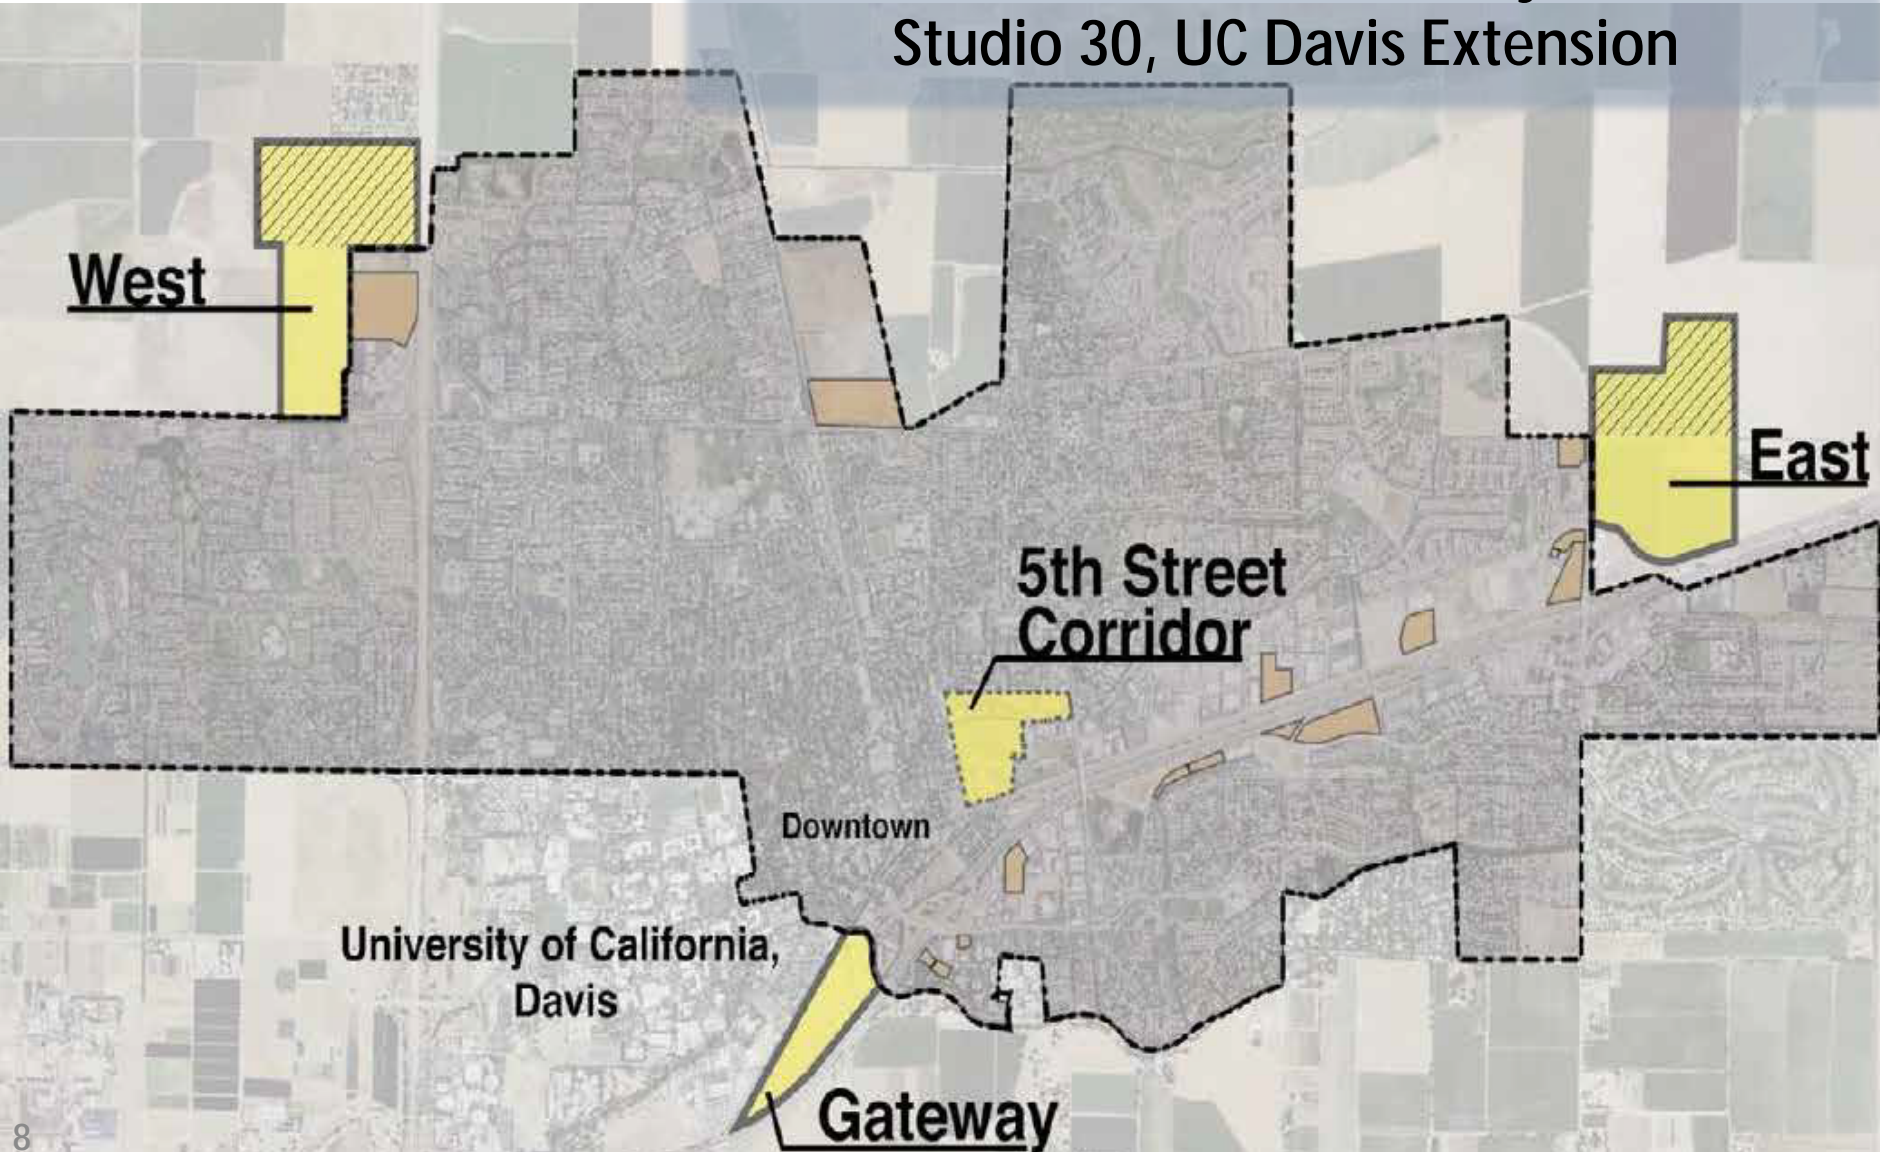 Studio 30, UC Davis Extension
West
East
5th Street
Corridor
Downtown
University of California,
Davis
Gateway
8